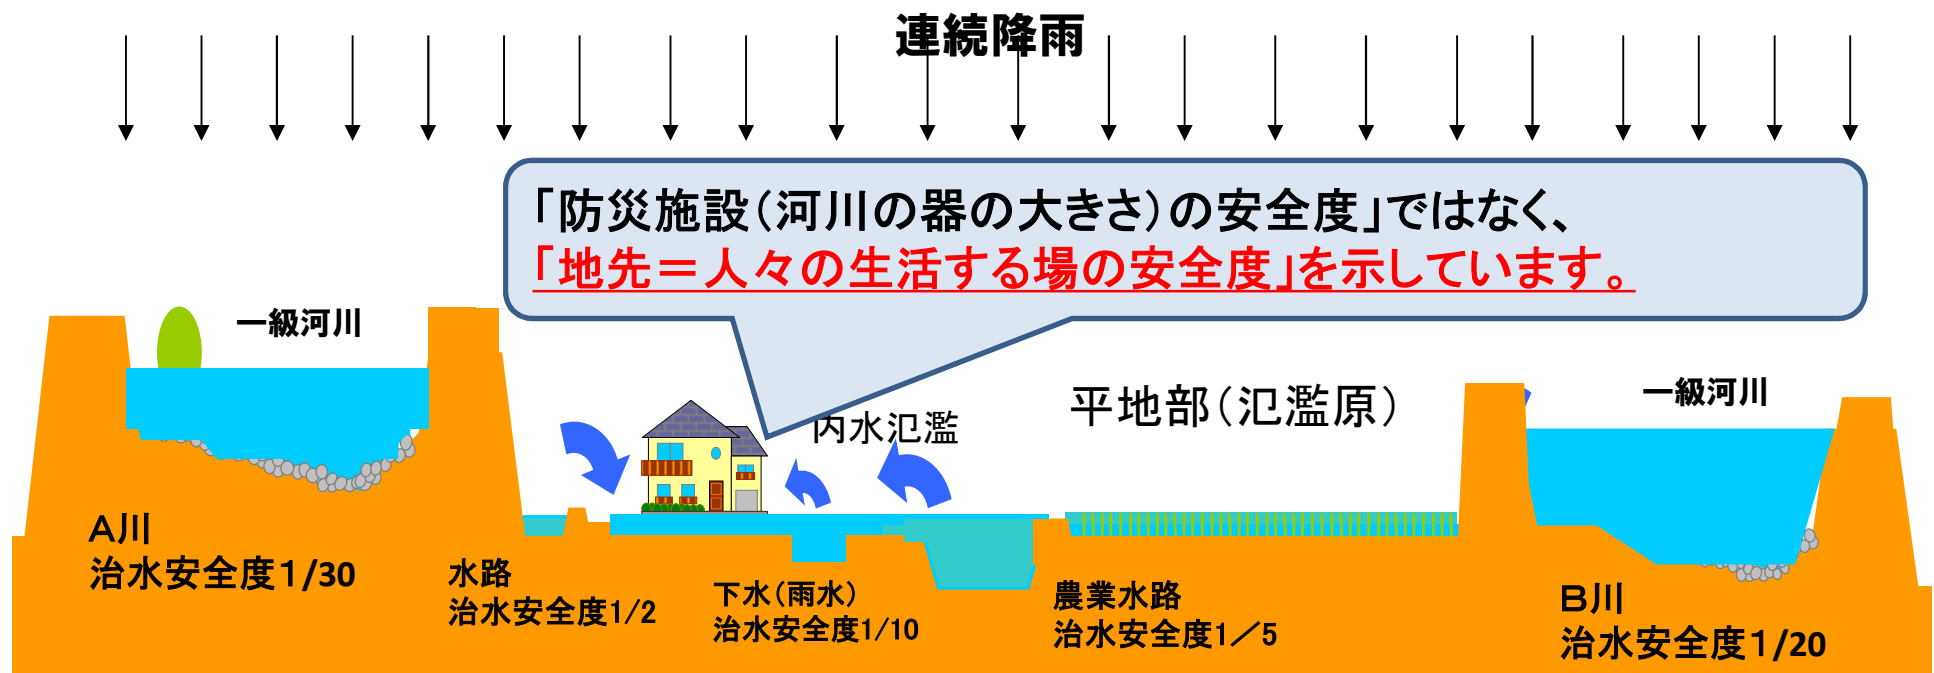 連続降雨
「防災施設（河川の器の大きさ）の安全度」ではなく、
「地先＝人々の生活する場の安全度」を示しています。
一級河川
内水氾濫
平地部（氾濫原）
一級河川
A川
治水安全度1/30
水路
治水安全度1/2
下水（雨水）
治水安全度1/10
農業水路
治水安全度1／5
B川
治水安全度1/20